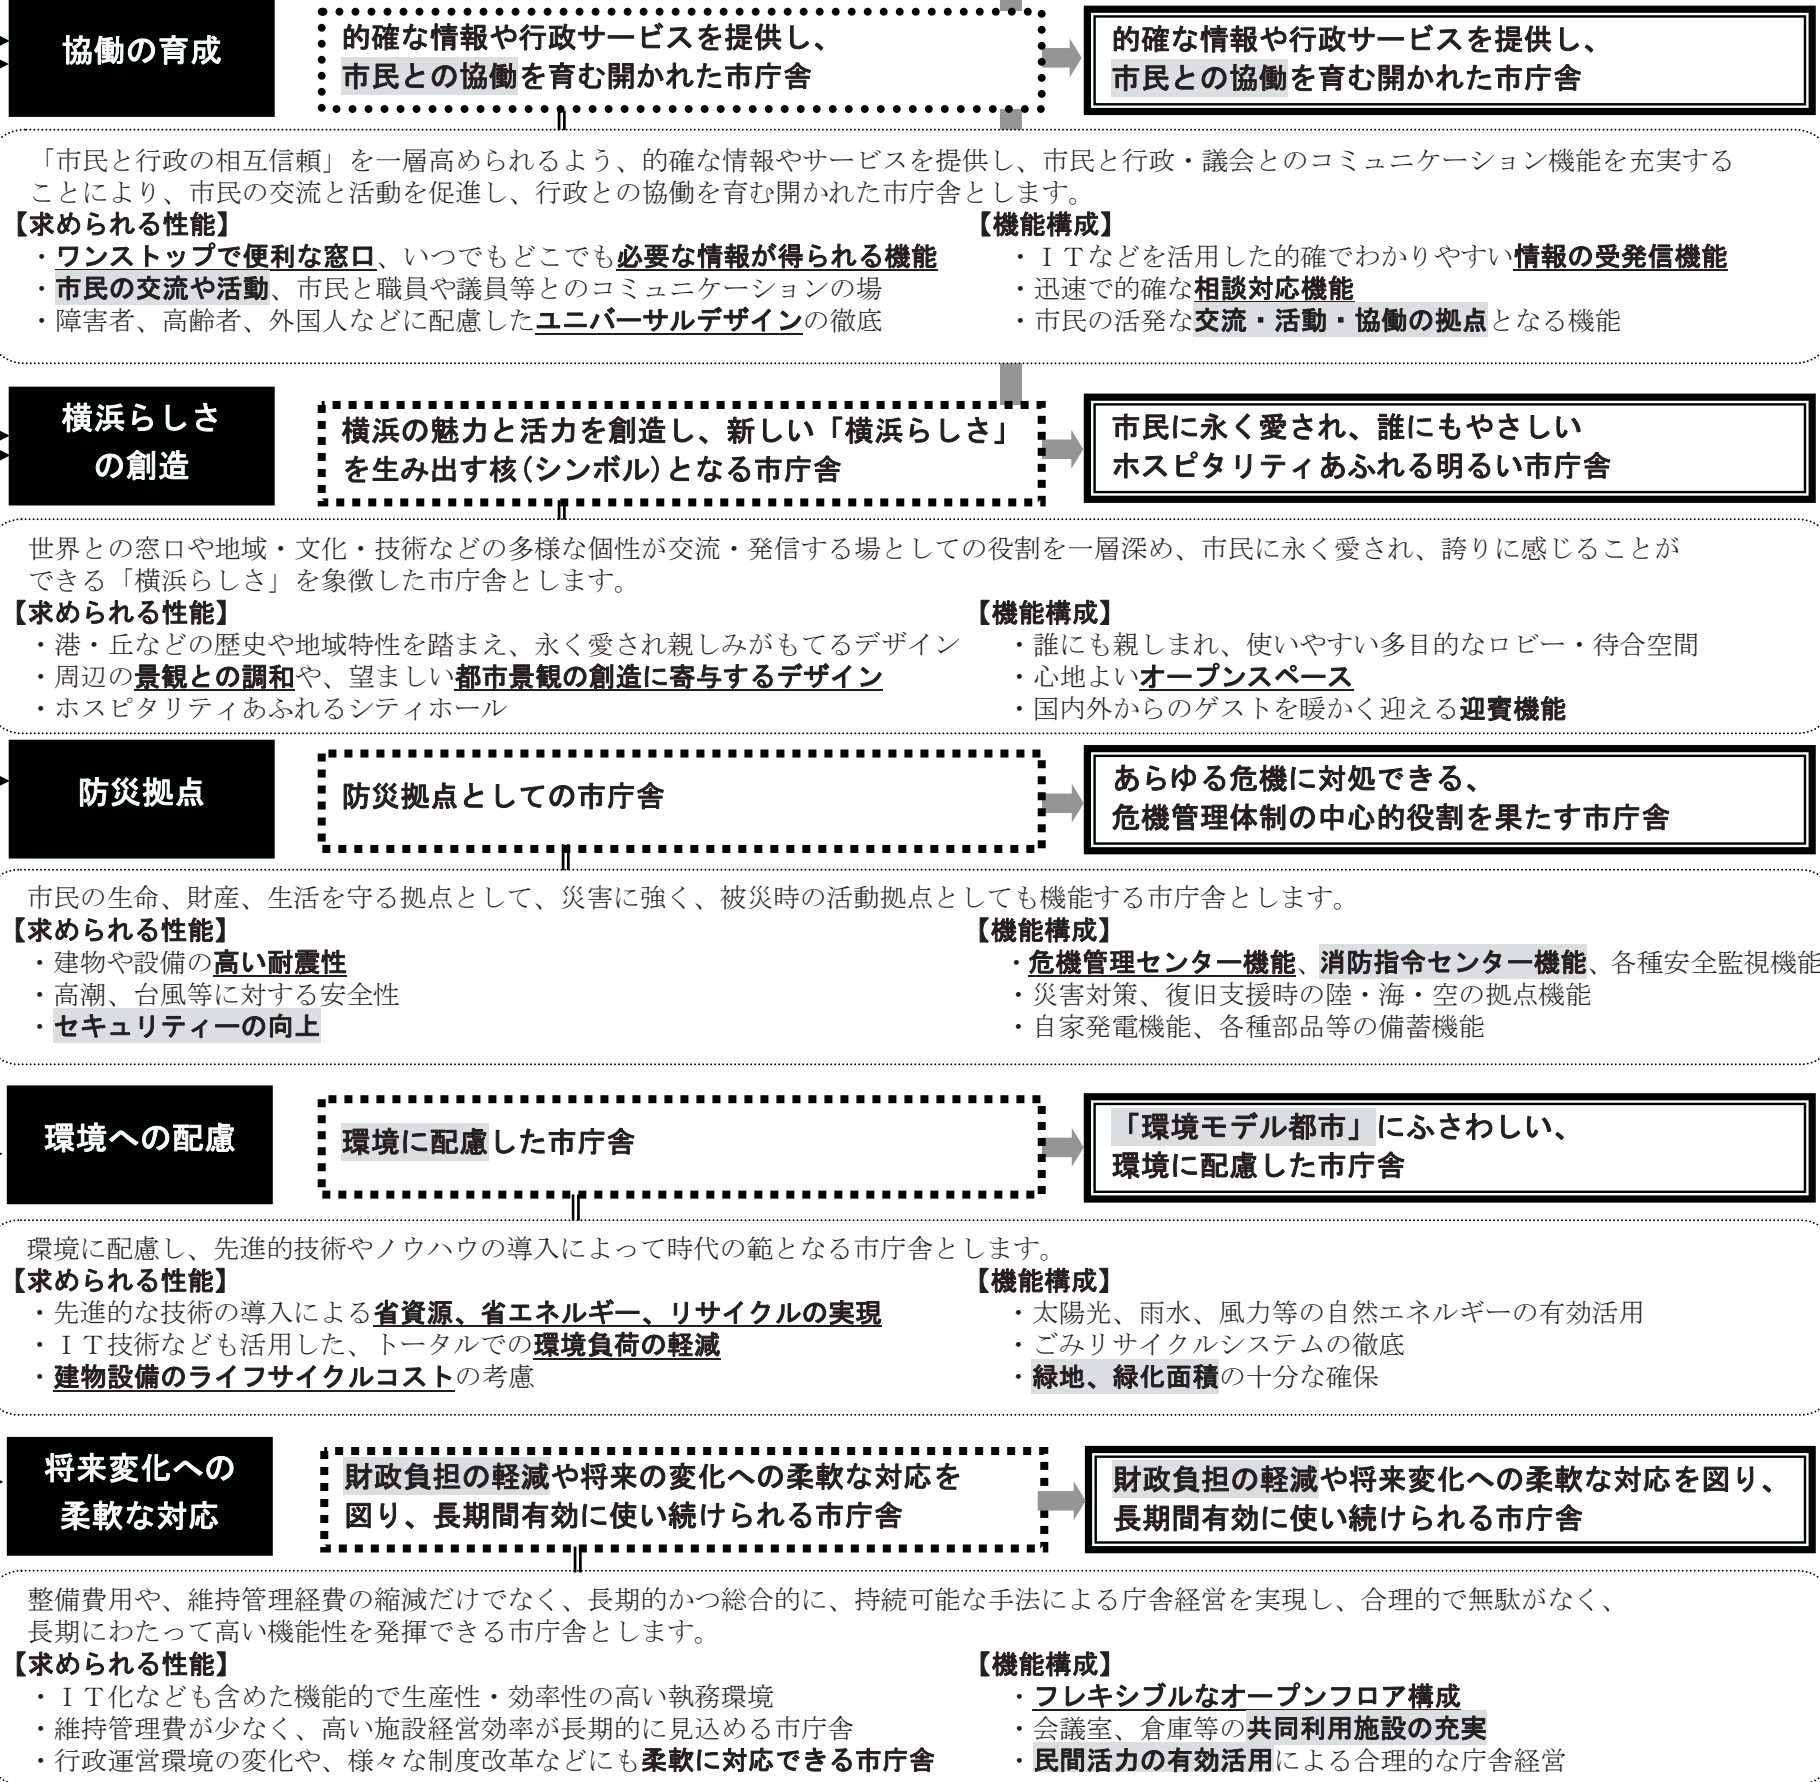 協働の育成
的確な情報や行政サービスを提供し、
市民との協働を育む開かれた市庁舎
的確な情報や行政サービスを提供し、
市民との協働を育む開かれた市庁舎
「市民と行政の相互信頼」を一層高められるよう、的確な情報やサービスを提供し、市民と行政・議会とのコミュニケーション機能を充実する
ことにより、市民の交流と活動を促進し、行政との協働を育む開かれた市庁舎とします。
【求められる性能】
・ワンストップで便利な窓口、いつでもどこでも必要な情報が得られる機能
・市民の交流や活動、市民と職員や議員等とのコミュニケーションの場
・障害者、高齢者、外国人などに配慮したユニバーサルデザインの徹底
【機能構成】
・ＩＴなどを活用した的確でわかりやすい情報の受発信機能
・迅速で的確な相談対応機能
・市民の活発な交流・活動・協働の拠点となる機能
横浜らしさ
の創造
横浜の魅力と活力を創造し、新しい「横浜らしさ」
を生み出す核(シンボル)となる市庁舎
市民に永く愛され、誰にもやさしい
ホスピタリティあふれる明るい市庁舎
世界との窓口や地域・文化・技術などの多様な個性が交流・発信する場としての役割を一層深め、市民に永く愛され、誇りに感じることが
できる「横浜らしさ」を象徴した市庁舎とします。
【求められる性能】
・港・丘などの歴史や地域特性を踏まえ、永く愛され親しみがもてるデザイン
・周辺の景観との調和や、望ましい都市景観の創造に寄与するデザイン
・ホスピタリティあふれるシティホール
【機能構成】
・誰にも親しまれ、使いやすい多目的なロビー・待合空間
・心地よいオープンスペース
・国内外からのゲストを暖かく迎える迎賓機能
防災拠点
防災拠点としての市庁舎
あらゆる危機に対処できる、
危機管理体制の中心的役割を果たす市庁舎
市民の生命、財産、生活を守る拠点として、災害に強く、被災時の活動拠点としても機能する市庁舎とします。
【求められる性能】
・建物や設備の高い耐震性
・高潮、台風等に対する安全性
・セキュリティーの向上
【機能構成】
・危機管理センター機能、消防指令センター機能、各種安全監視機能
・災害対策、復旧支援時の陸・海・空の拠点機能
・自家発電機能、各種部品等の備蓄機能
環境への配慮
環境に配慮した市庁舎
「環境モデル都市」にふさわしい、
環境に配慮した市庁舎
環境に配慮し、先進的技術やノウハウの導入によって時代の範となる市庁舎とします。
【求められる性能】
・先進的な技術の導入による省資源、省エネルギー、リサイクルの実現
・ＩＴ技術なども活用した、トータルでの環境負荷の軽減
・建物設備のライフサイクルコストの考慮
【機能構成】
・太陽光、雨水、風力等の自然エネルギーの有効活用
・ごみリサイクルシステムの徹底
・緑地、緑化面積の十分な確保
将来変化への
柔軟な対応
財政負担の軽減や将来の変化への柔軟な対応を
図り、長期間有効に使い続けられる市庁舎
財政負担の軽減や将来変化への柔軟な対応を図り、
長期間有効に使い続けられる市庁舎
整備費用や、維持管理経費の縮減だけでなく、長期的かつ総合的に、持続可能な手法による庁舎経営を実現し、合理的で無駄がなく、
長期にわたって高い機能性を発揮できる市庁舎とします。
【求められる性能】
・ＩＴ化なども含めた機能的で生産性・効率性の高い執務環境
・維持管理費が少なく、高い施設経営効率が長期的に見込める市庁舎
・行政運営環境の変化や、様々な制度改革などにも柔軟に対応できる市庁舎
【機能構成】
・フレキシブルなオープンフロア構成
・会議室、倉庫等の共同利用施設の充実
・民間活力の有効活用による合理的な庁舎経営